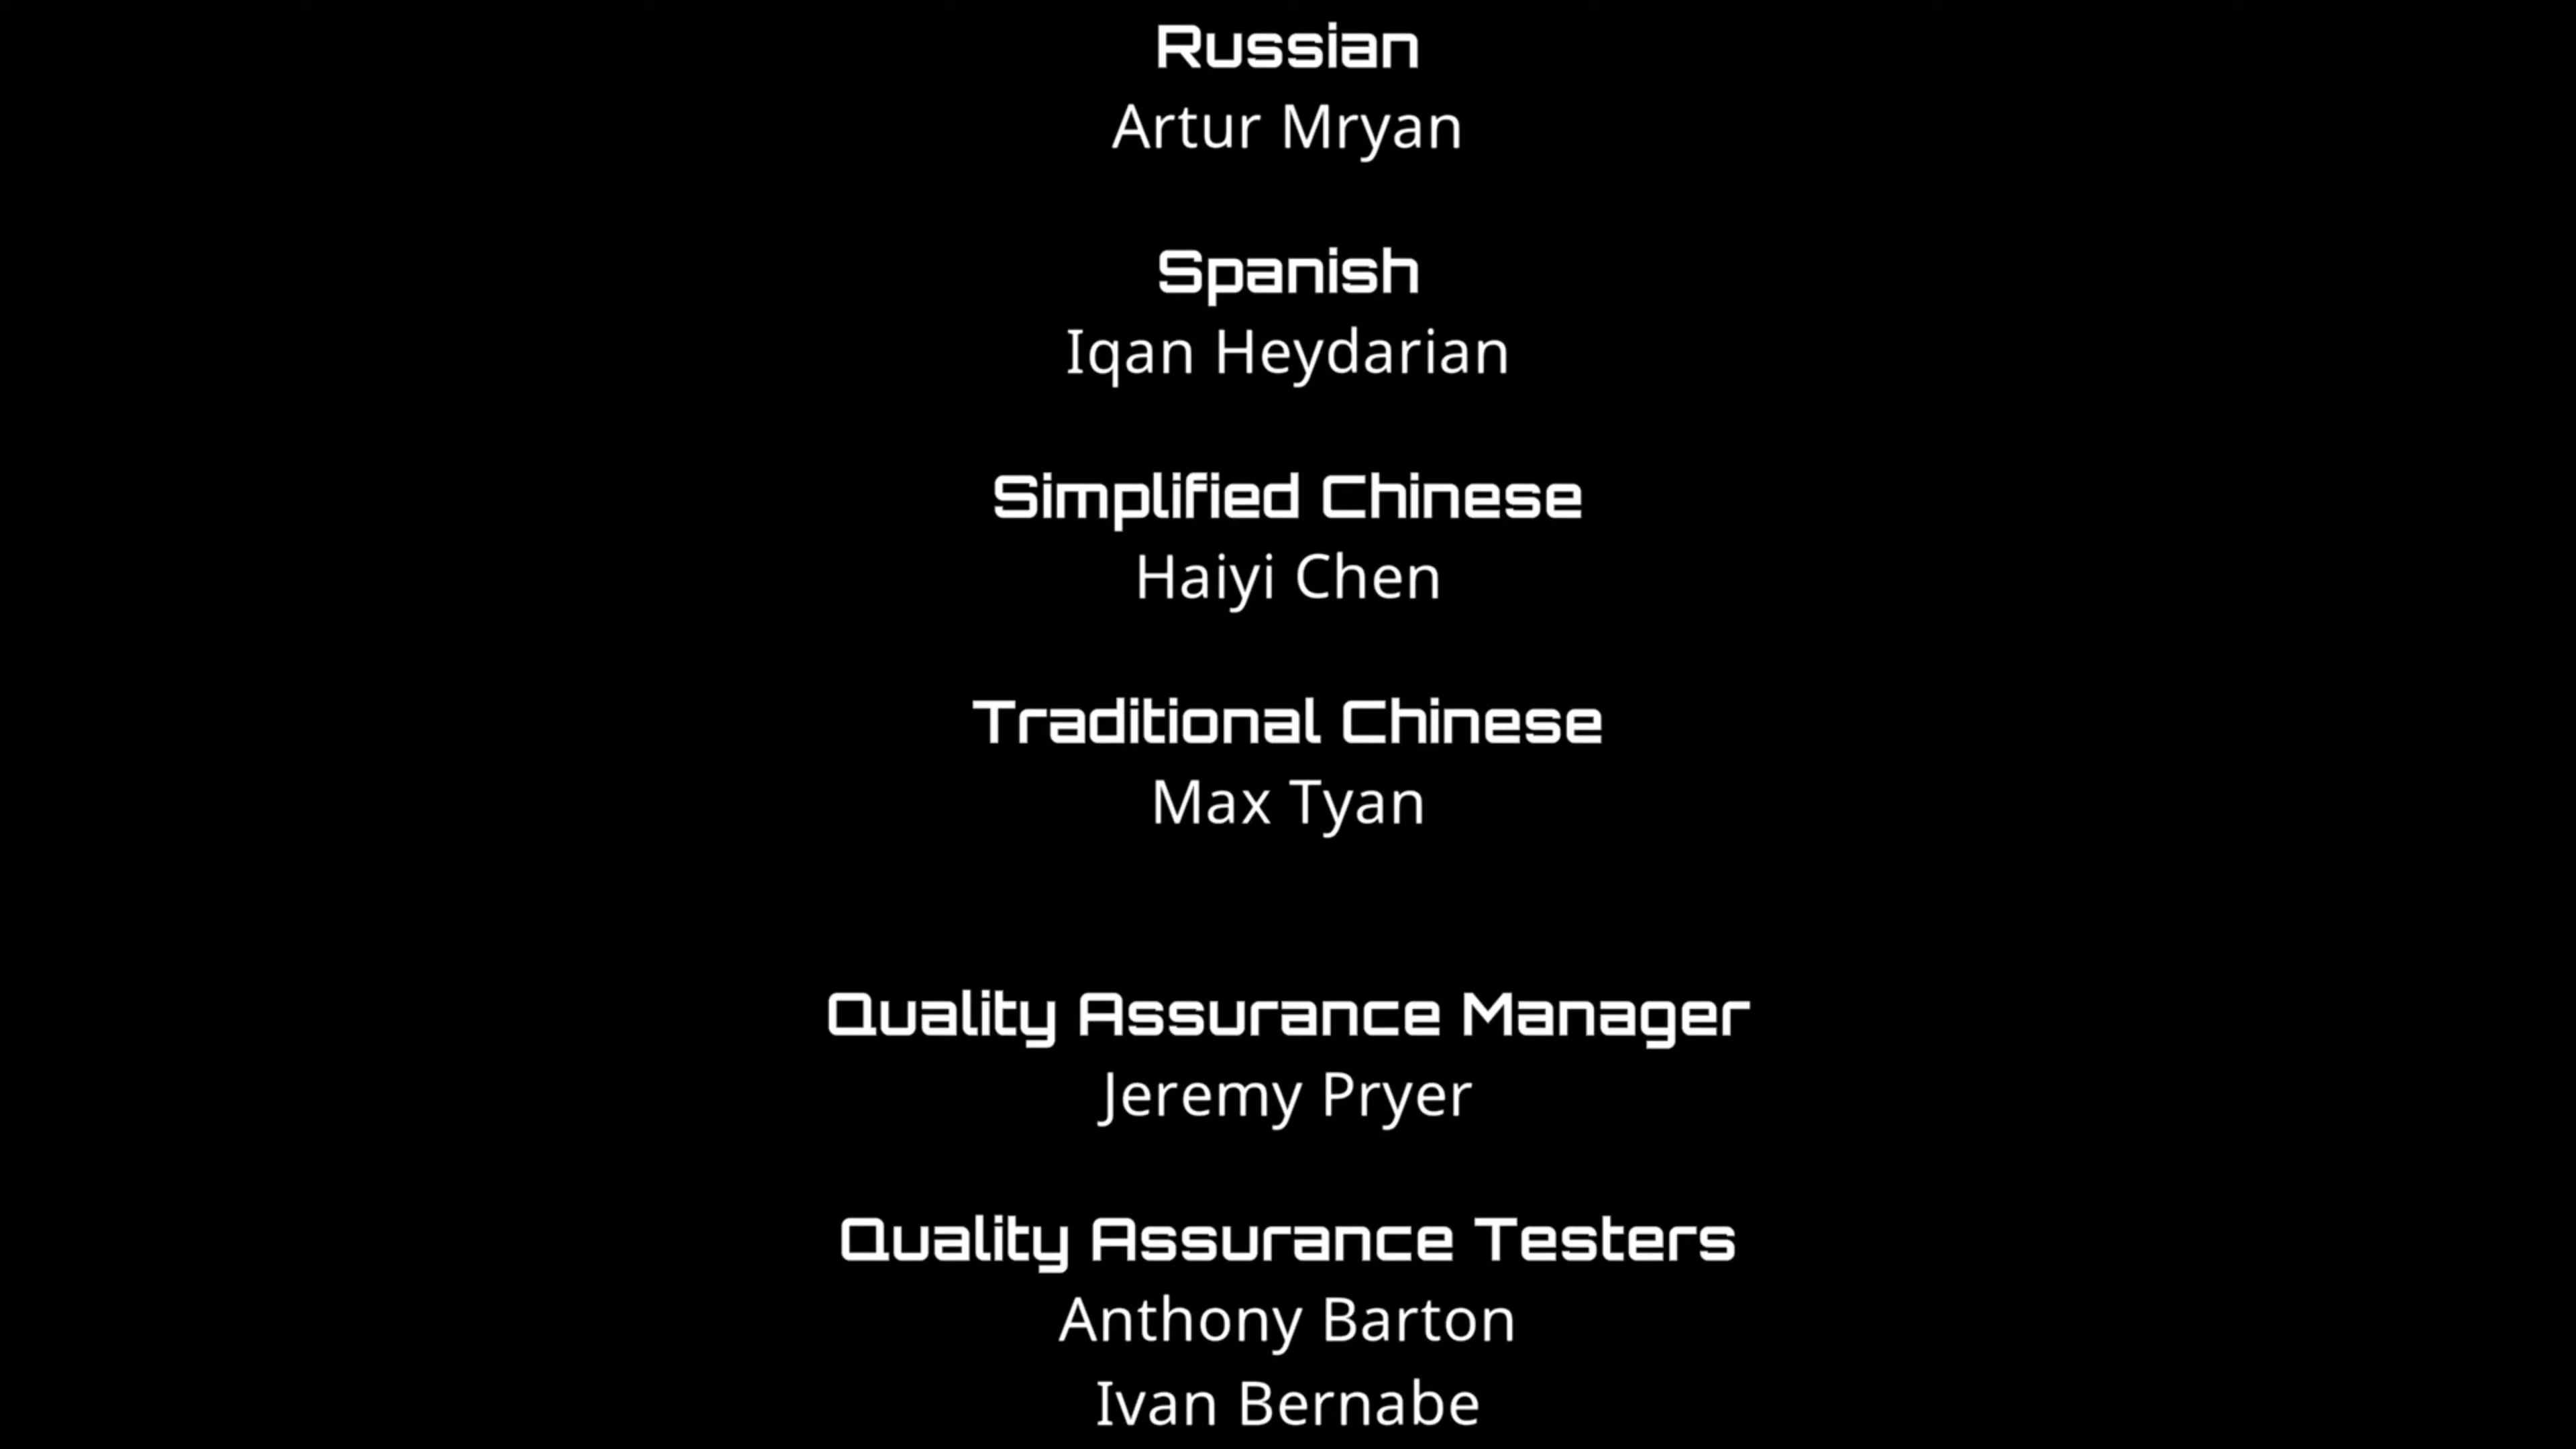 Russian
Artur Mryan
Spanish
Iqan Heydarian
Simplified Chinese
Haiyi Chen
Traditional Chinese
Max Tyan
Quality Assurance Manager
Jeremy Pryer
Quality Assurance Testers
Anthony Barton
Ivan Bernabe